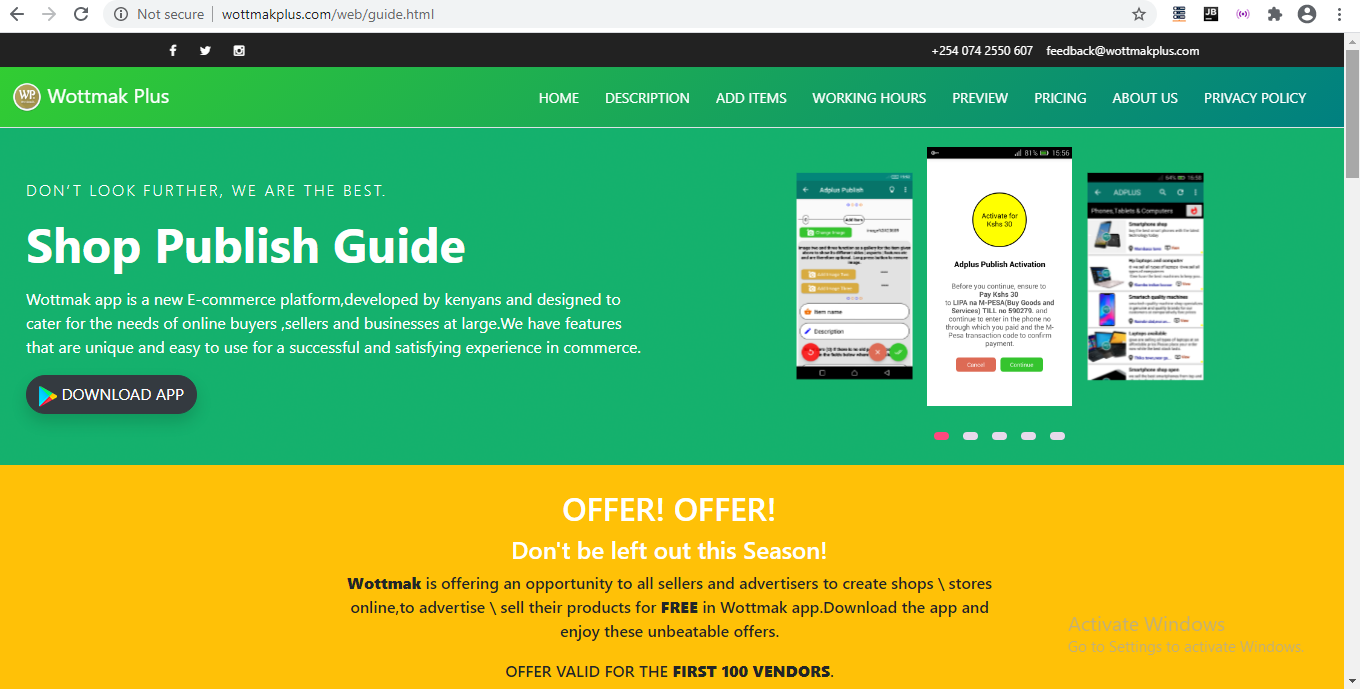 Not secure
wottmakplus.com/web/guide.html
JB
+254 074 2550 607 feedback@wottmakplus.com
WP.
Wottmak Plus
HOME DESCRIPTION ADD ITEMS WORKING HOURS PREVIEW PRICING ABOUT US PRIVACY POLICY
DON'T LOOK FURTHER, WE ARE THE BEST.
Shop Publish Guide
Wottmak app is a new E-commerce platform,developed by kenyans and designed to
cater for the needs of online buyers ,sellers and businesses at large.We have features
that are unique and easy to use for a successful and satisfying experience in commerce.
DOWNLOAD APP
Adplus Publish
Add Item
Change Image
Item name
Description
81% 15:56
Activate for
Kshs 30
Adplus Publish Activation
Before you continue, ensure to
Pay Kshs 30
to LIPA na M-PESA(Buy Goods and
Services) TILL no 590279. and
continue to enter in the phone no
through which you paid and the M-
Pesa transaction code to confirm
payment.
Cancel Continue
64% 15:58
ADPLUS
Phones,Tablets & Computers
Smartphone shop
My laptops and computer
Smartech quality machines
Laptops available
Smartphone shop open
OFFER! OFFER!
Don't be left out this Season!
Wottmak is offering an opportunity to all sellers and advertisers to create shops \ stores
online,to advertise \ sell their products for FREE in Wottmak app.Download the app and
enjoy these unbeatable offers.
OFFER VALID FOR THE FIRST 100 VENDORS.
Activate Windows
Go to Settings to activate Windows.